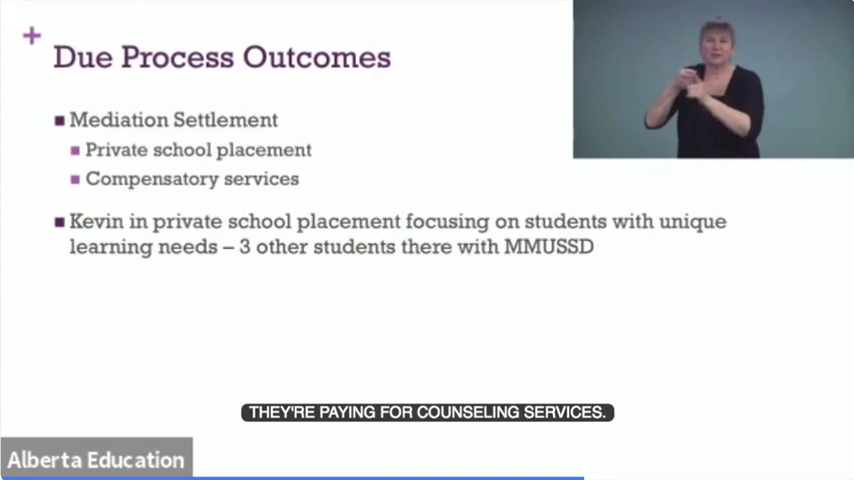 +
Due Process Outcomes
Mediation Settlement
Private school placement
Compensatory services
Kevin in private school placement focusing on students with unique
learning needs – 3 other students there with MMUSSD
THEY'RE PAYING FOR COUNSELING SERVICES.
Alberta Education